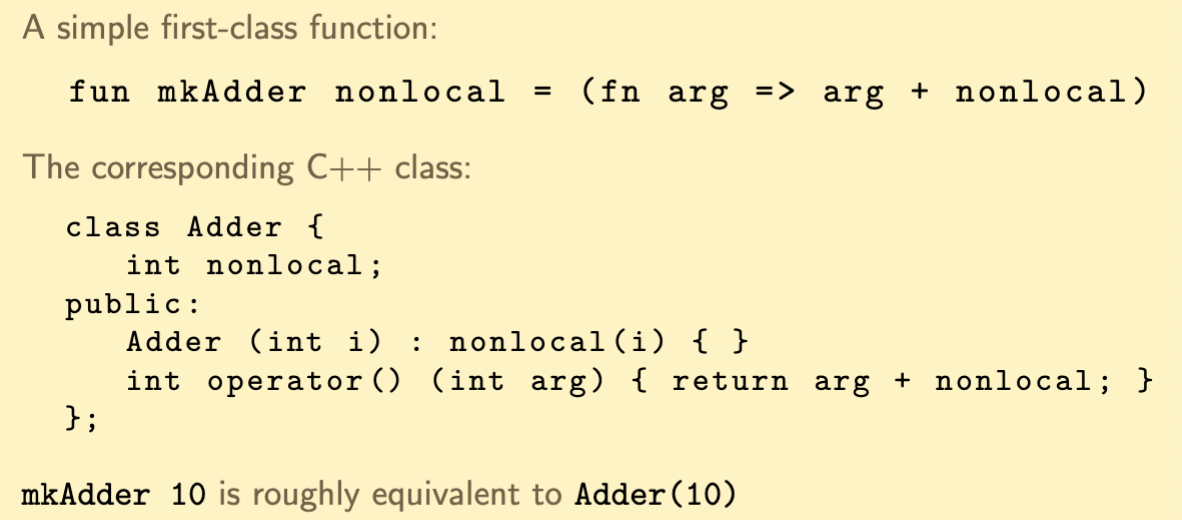 A simple first-class function:
fun mkAdder nonlocal = (fn arg => arg + nonlocal)
The corresponding C++ class:
class Adder {
int nonlocal;
public:
Adder (int i) : nonlocal(i) { }
int operator() (int arg) { return arg + nonlocal; }
};
mkAdder 10 is roughly equivalent to Adder(10)